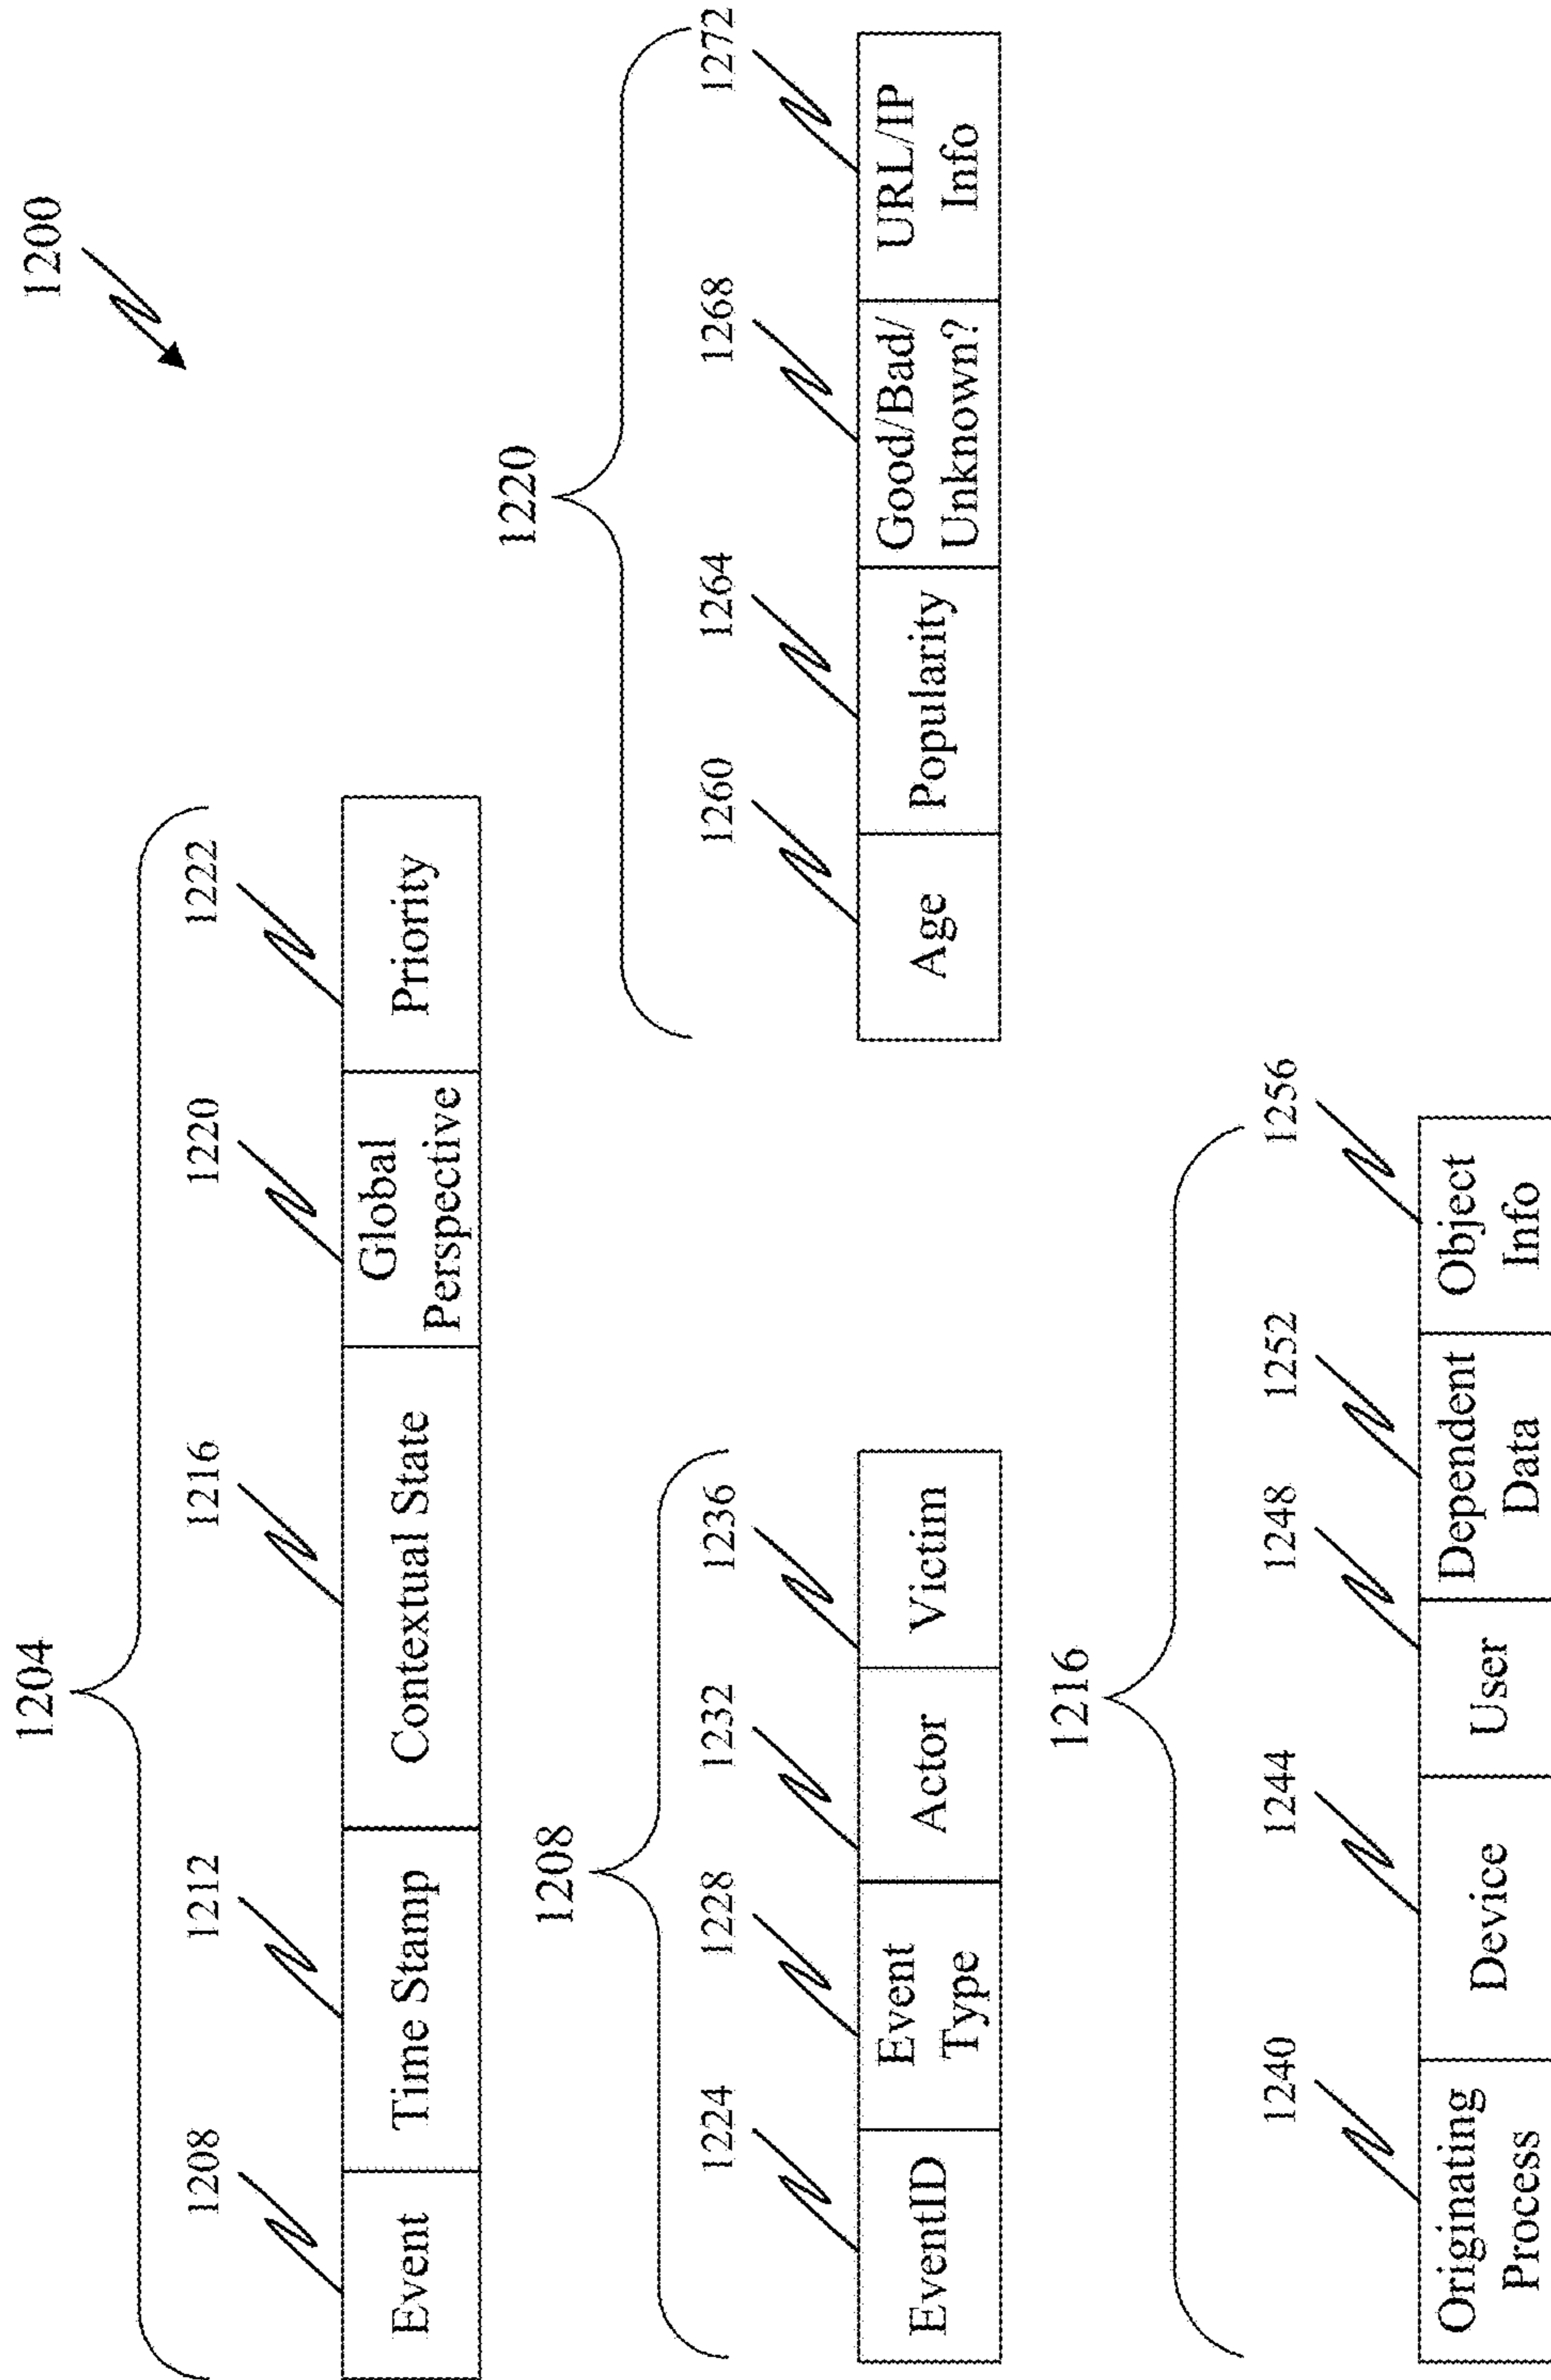 1200
1204
1208
1212
1216
1220
1222
Event
Time Stamp
Contextual State
Global
Perspective
Priority
1208
1224
1228
1232
1236
EventID
Event
Type
Actor
Victim
1220
1260
1264
1268
1272
Age
Popularity
Good/Bad/
Unknown?
URL/IP
Info
1216
1240
1244
1248
1252
1256
Originating
Process
Device
User
Dependent
Data
Object
Info